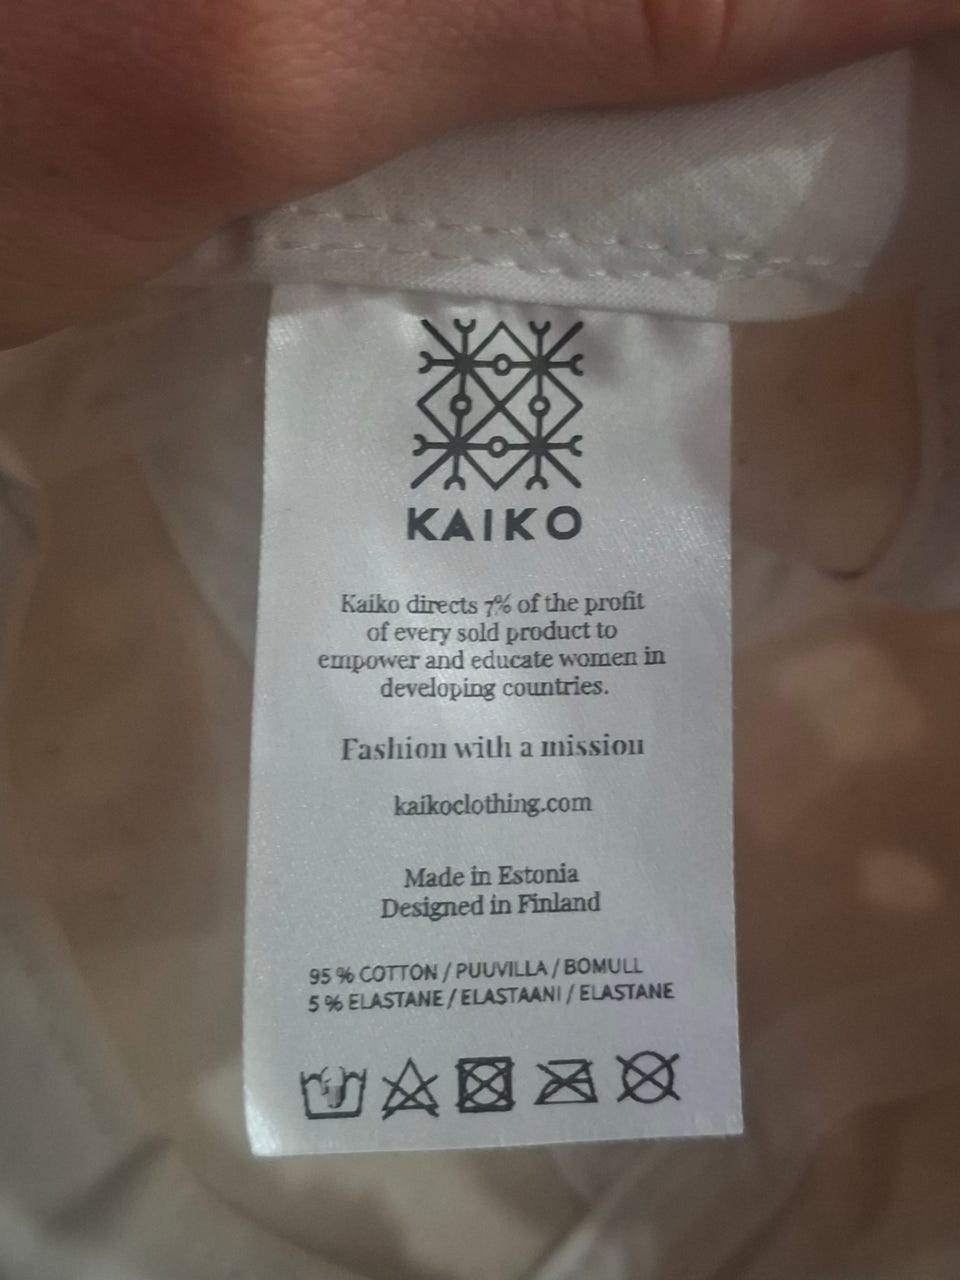 KAIKO
Kaiko directs 7% of the profit
of every sold product to
empower and educate women in
developing countries.
Fashion with a mission
kaikoclothing.com
Made in Estonia
Designed in Finland
95 % COTTON / PUUVILLA / BOMULL
5 % ELASTANE / ELASTAANI / ELASTANE